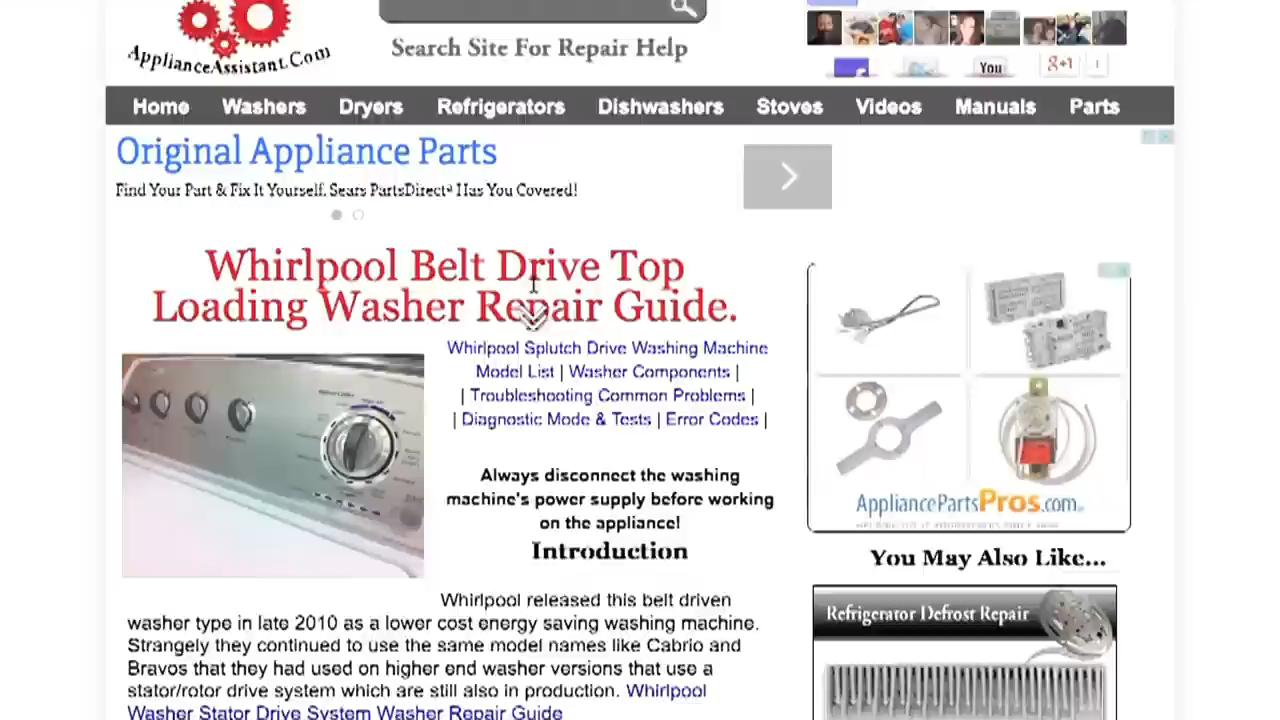 ApplianceAssistant.Com
Search Site For Repair Help
You
g+1
Home Washers Dryers Refrigerators Dishwashers Stoves Videos Manuals Parts
Original Appliance Parts
Find Your Part & Fix It Yourself. Sears PartsDirect® Has You Covered!
Whirlpool Belt Drive Top
Loading Washer Repair Guide.
Whirlpool Splutch Drive Washing Machine
Model List | Washer Components |
| Troubleshooting Common Problems |
| Diagnostic Mode & Tests | Error Codes |
Always disconnect the washing
machine's power supply before working
on the appliance!
Introduction
Whirlpool released this belt driven
washer type in late 2010 as a lower cost energy saving washing machine.
Strangely they continued to use the same model names like Cabrio and
Bravos that they had used on higher end washer versions that use a
stator/rotor drive system which are still also in production. Whirlpool
Washer Stator Drive System Washer Repair Guide
AppliancePartsPros.com
You May Also Like...
Refrigerator Defrost Repair